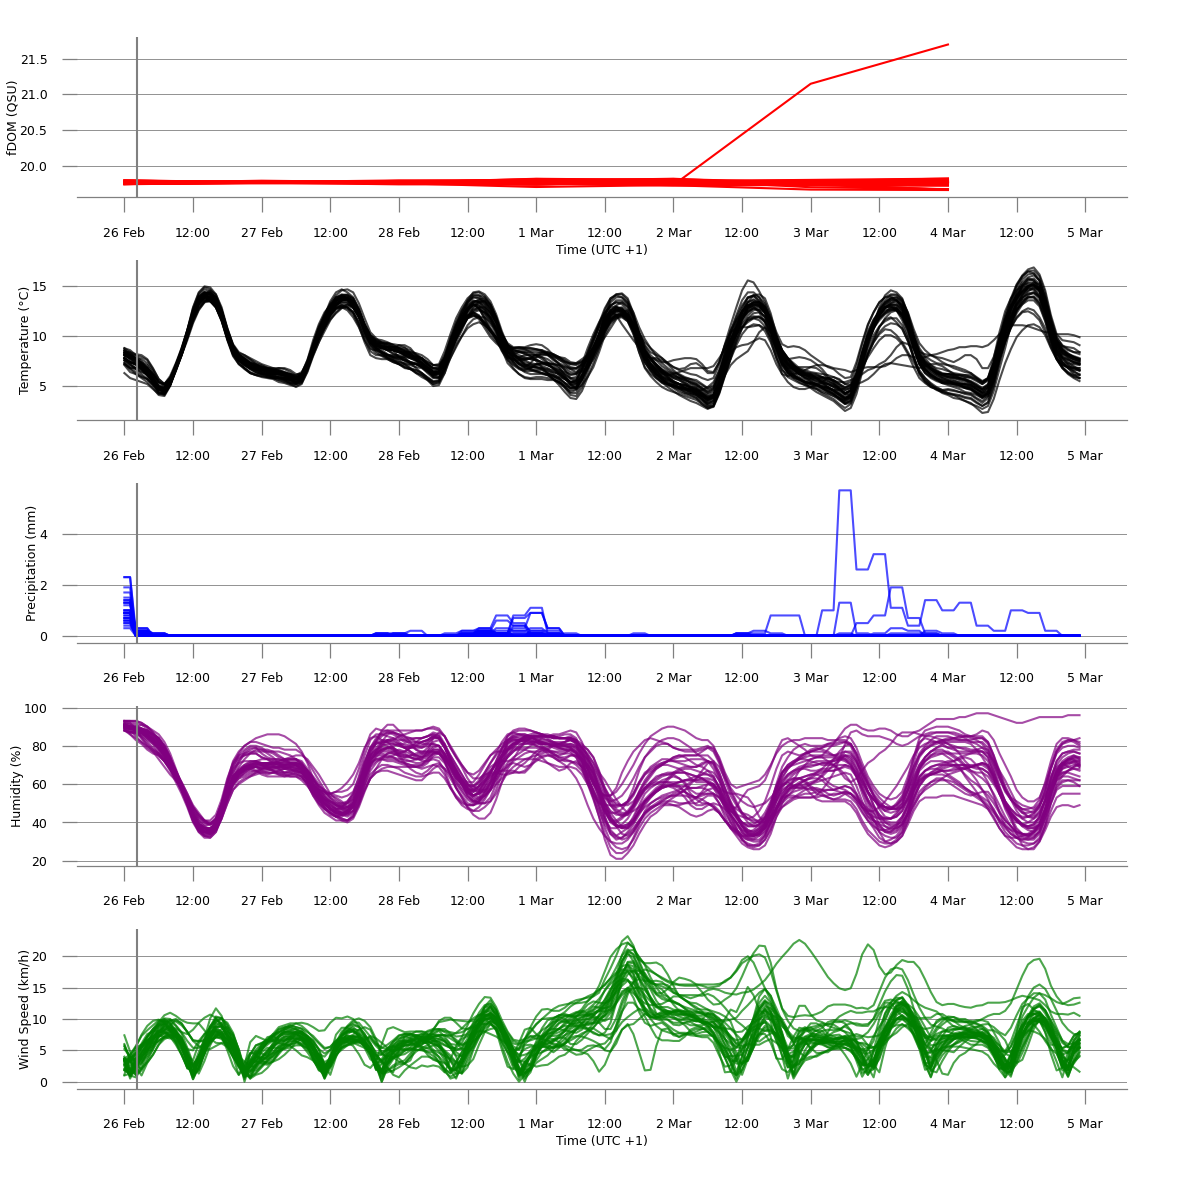 fDOM (QSU)
21.5
21.0
20.5
20.0
26 Feb 12:00 27 Feb 12:00 28 Feb 12:00 1 Mar 12:00 2 Mar 12:00 3 Mar 12:00 4 Mar 12:00 5 Mar
Time (UTC +1)
Temperature (°C)
15
10
5
26 Feb 12:00 27 Feb 12:00 28 Feb 12:00 1 Mar 12:00 2 Mar 12:00 3 Mar 12:00 4 Mar 12:00 5 Mar
Precipitation (mm)
4
2
0
26 Feb 12:00 27 Feb 12:00 28 Feb 12:00 1 Mar 12:00 2 Mar 12:00 3 Mar 12:00 4 Mar 12:00 5 Mar
Humidity (%)
100
80
60
40
20
26 Feb 12:00 27 Feb 12:00 28 Feb 12:00 1 Mar 12:00 2 Mar 12:00 3 Mar 12:00 4 Mar 12:00 5 Mar
Wind Speed (km/h)
20
15
10
5
0
26 Feb 12:00 27 Feb 12:00 28 Feb 12:00 1 Mar 12:00 2 Mar 12:00 3 Mar 12:00 4 Mar 12:00 5 Mar
Time (UTC +1)